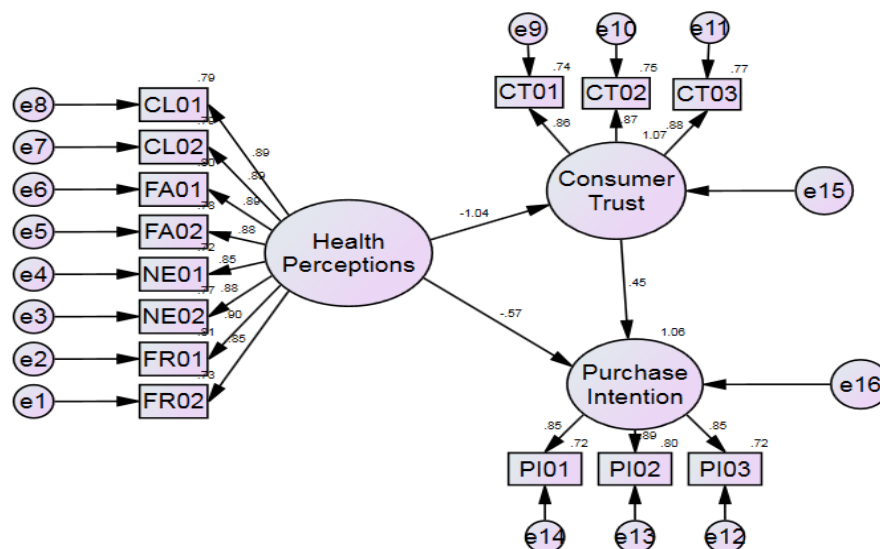 e9
e10
e11
.74
.75
.77
CT01
CT02
CT03
.86
.87
1.07
.88
Consumer
Trust
e15
.79
e8
CL01
e7
CL02
.80
e6
FA01
.78
e5
FA02
.72
e4
NE01
e3
NE02
.77
e2
FR01
.81
e1
FR02
.73
.89
.89
.89
.88
.85
.88
.90
.85
Health
Perceptions
-1.04
-.57
.45
1.06
Purchase
Intention
e16
.85
.89
.85
.72
.80
.72
PI01
PI02
PI03
e14
e13
e12